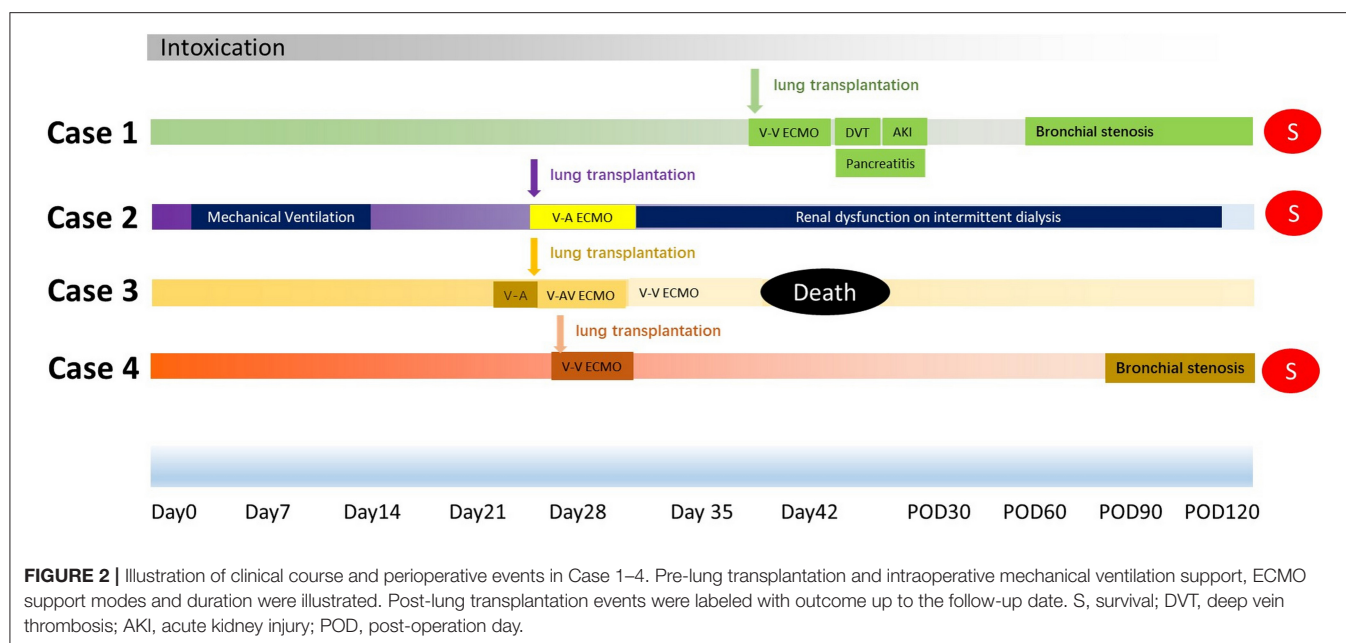 Intoxication
lung transplantation
Case 1
V-V ECMO
DVT
AKI
Bronchial stenosis
S
Pancreatitis
lung transplantation
Case 2
Mechanical Ventilation
V-A ECMO
Renal dysfunction on intermittent dialysis
S
lung transplantation
Case 3
V-A
V-AV ECMO
V-V ECMO
Death
lung transplantation
Case 4
V-V ECMO
Bronchial stenosis
S
Day0 Day7 Day14 Day21 Day28 Day 35 Day42 POD30 POD60 POD90 POD120
FIGURE 2 | Illustration of clinical course and perioperative events in Case 1–4. Pre-lung transplantation and intraoperative mechanical ventilation support, ECMO
support modes and duration were illustrated. Post-lung transplantation events were labeled with outcome up to the follow-up date. S, survival; DVT, deep vein
thrombosis; AKI, acute kidney injury; POD, post-operation day.